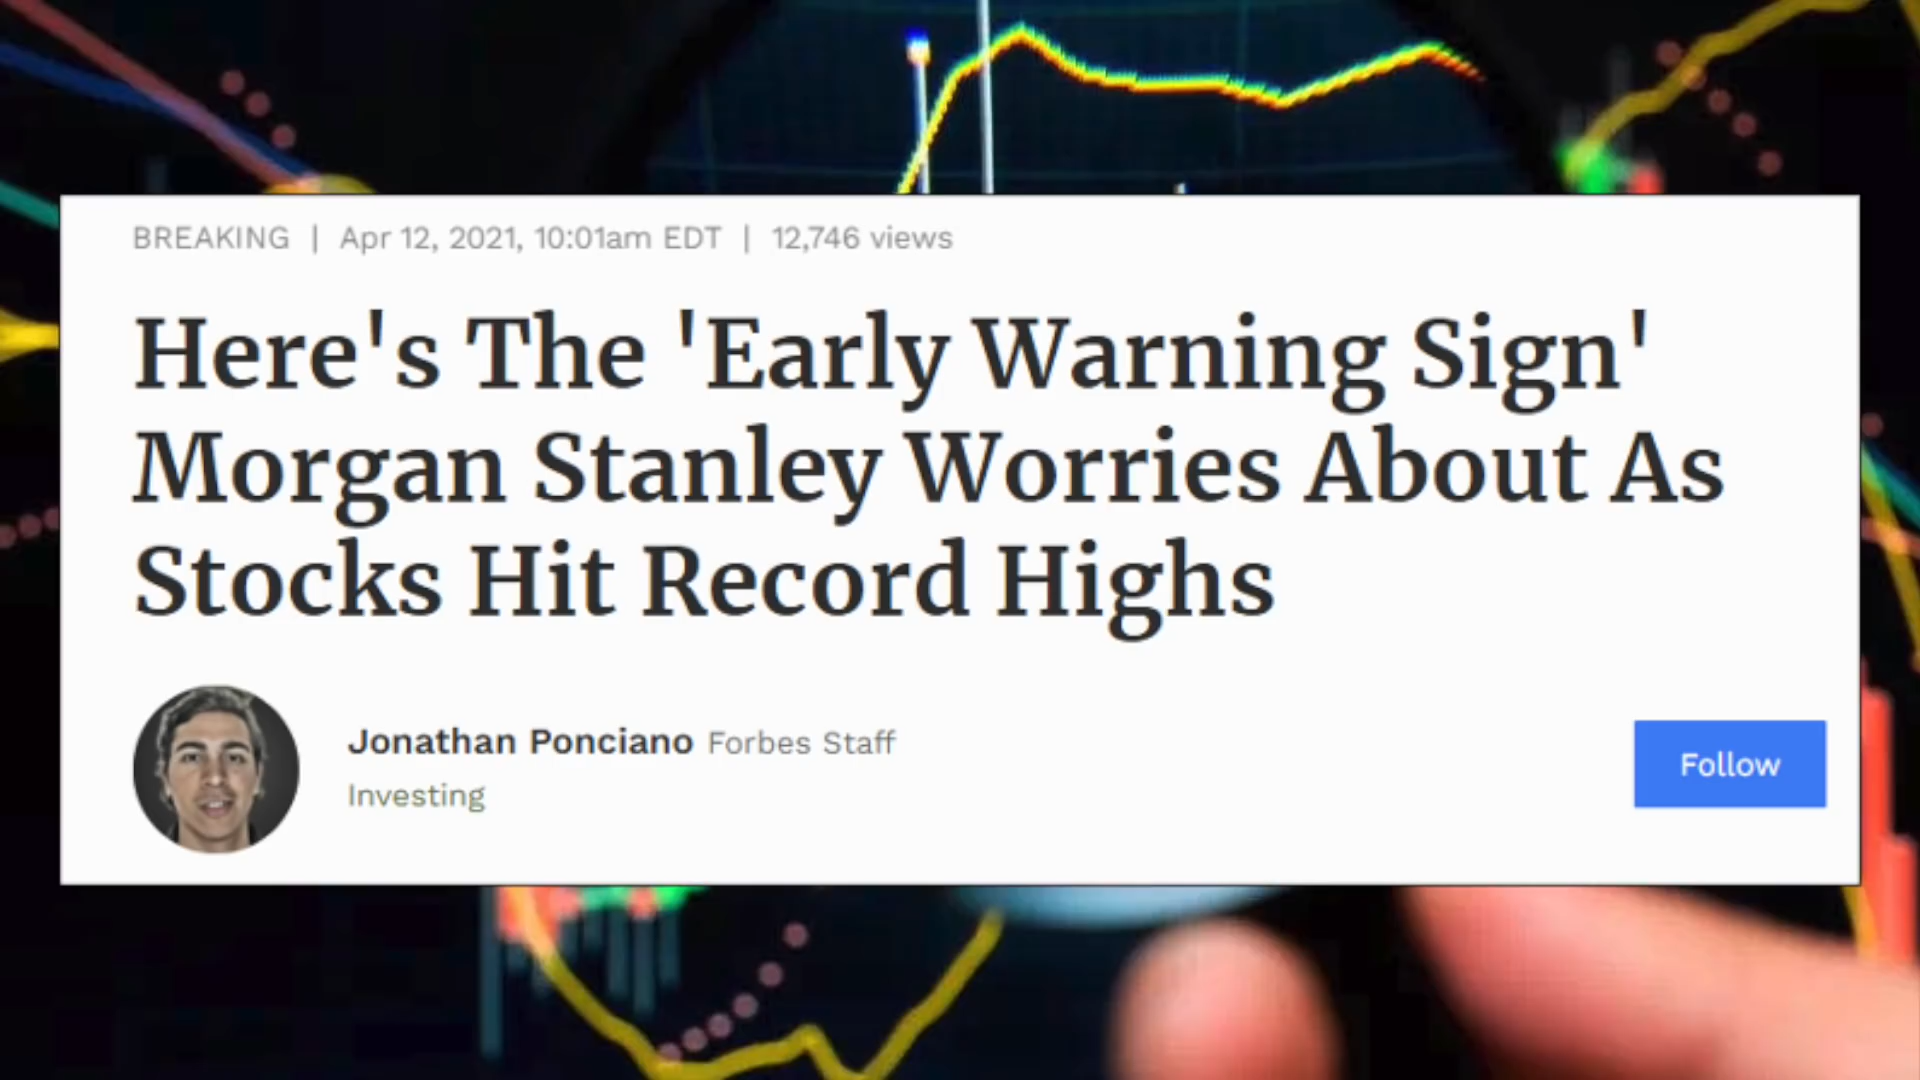 BREAKING | Apr 12, 2021, 10:01am EDT | 12,746 views
Here's The 'Early Warning Sign'
Morgan Stanley Worries About As
Stocks Hit Record Highs
Jonathan Ponciano Forbes Staff
Investing
Follow